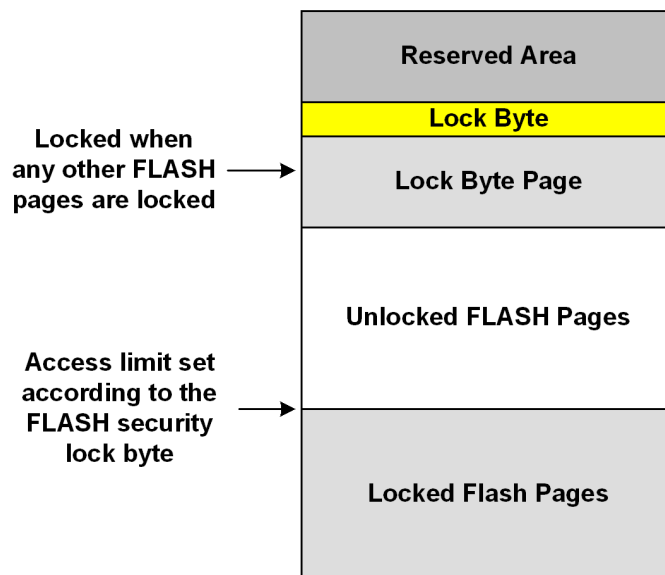 Reserved Area
Lock Byte
Locked when
any other FLASH
pages are locked
Lock Byte Page
Unlocked FLASH Pages
Access limit set
according to the
FLASH security
lock byte
Locked Flash Pages